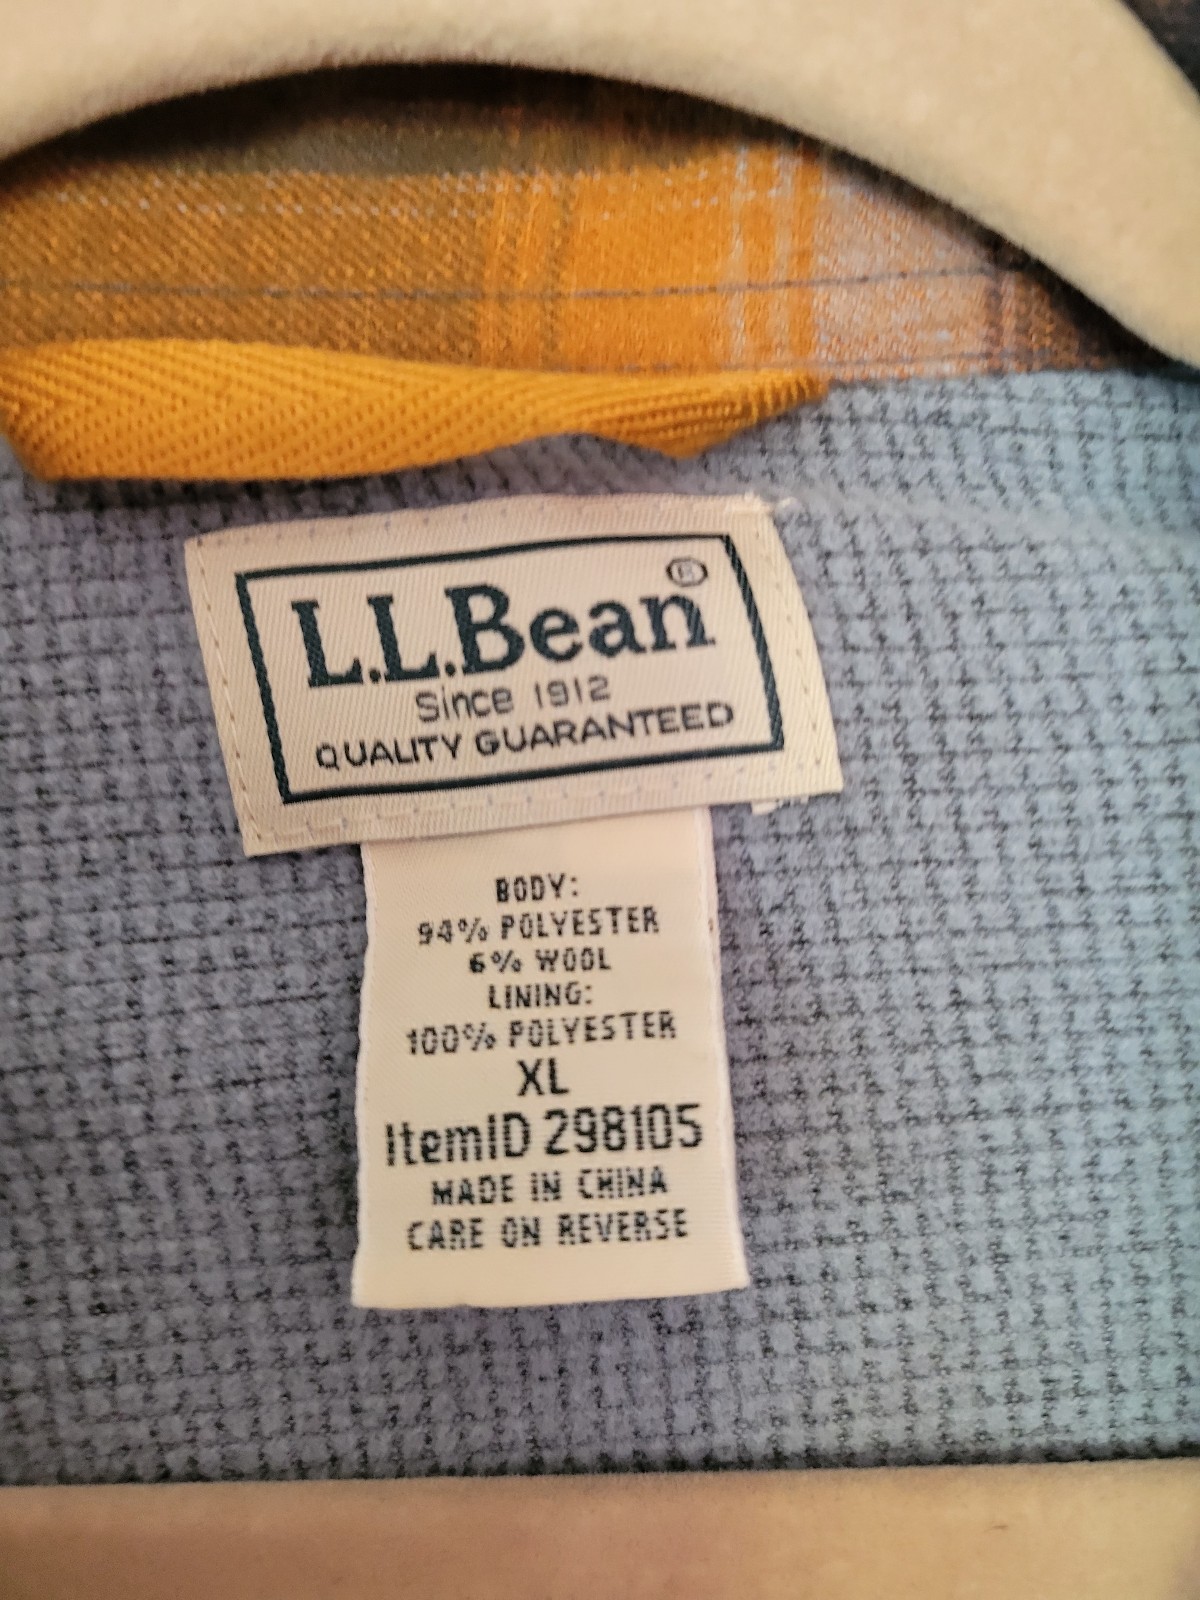 L.L.Bean®
Since 1912
QUALITY GUARANTEED
BODY:
94% POLYESTER
6% WOOL
LINING:
100% POLYESTER
XL
ItemID 298105
MADE IN CHINA
CARE ON REVERSE